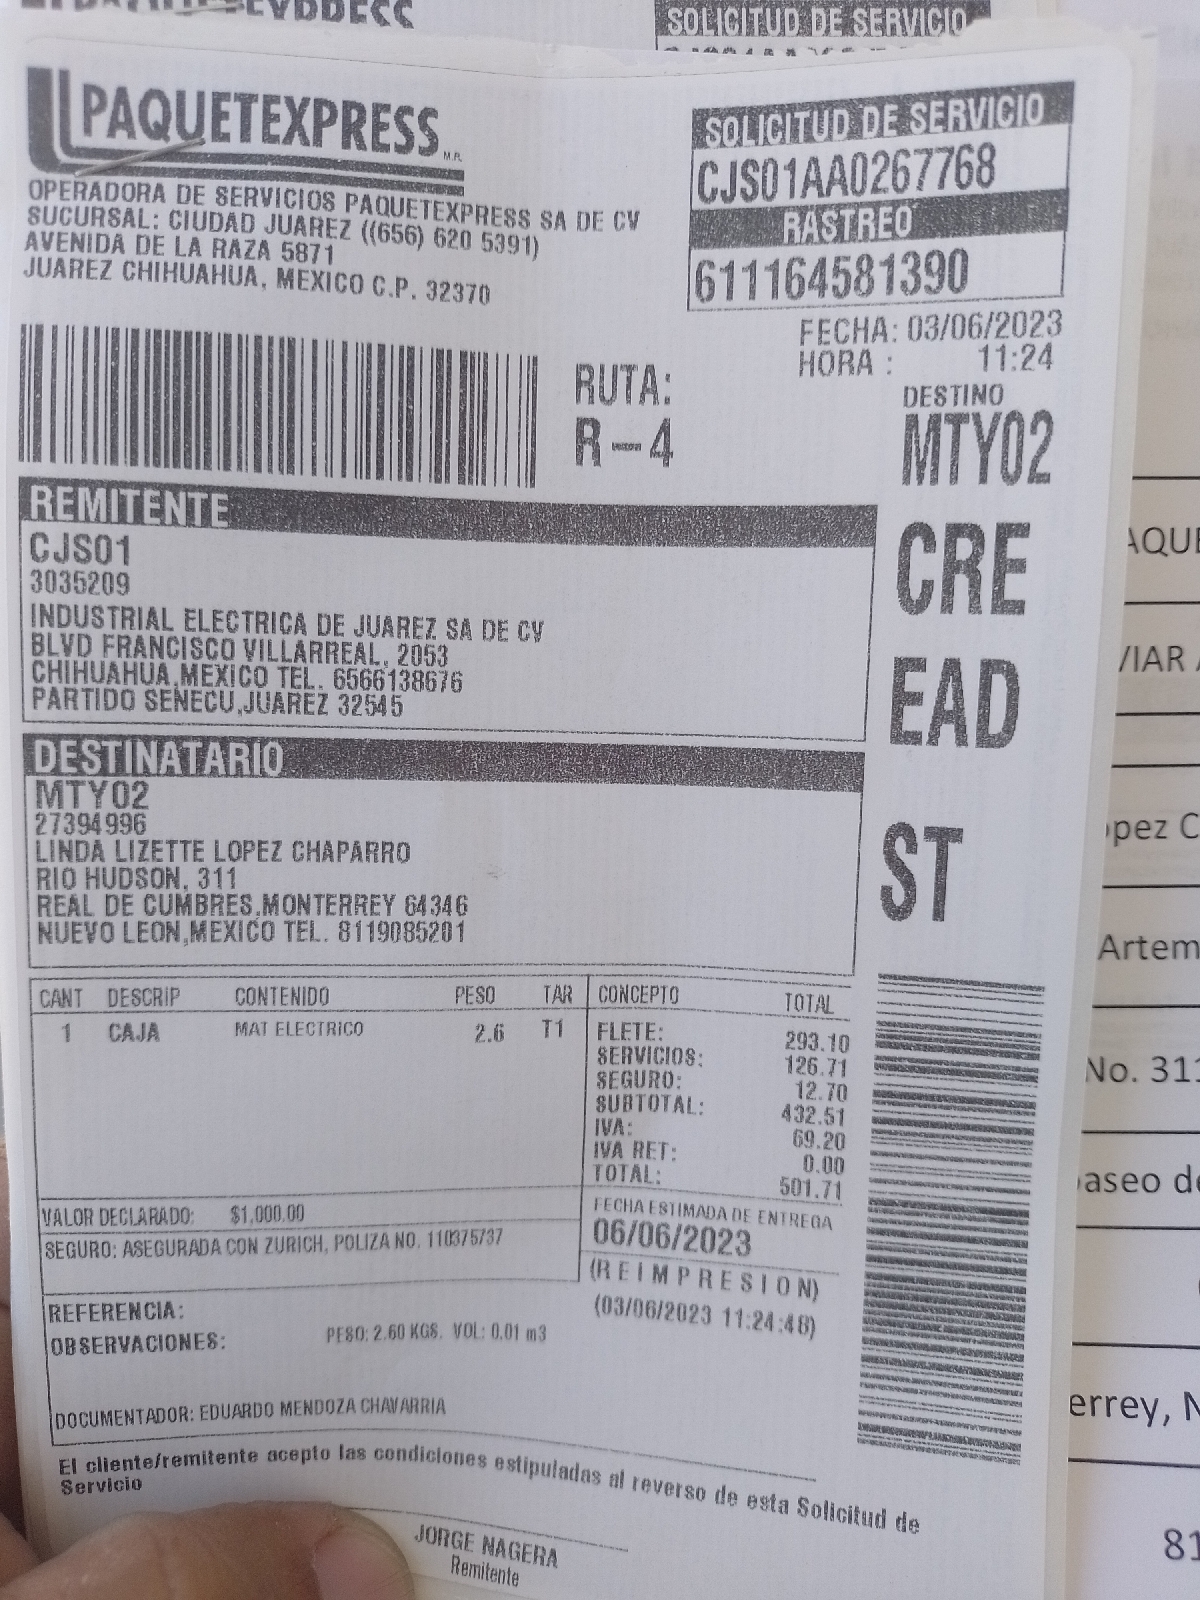 SOLICITUD DE SERVICIO
PAQUETEXPRESS M.R.
OPERADORA DE SERVICIOS PAQUETEXPRESS SA DE CV
SUCURSAL: CIUDAD JUAREZ ((656) 620 5391)
AVENIDA DE LA RAZA 5871
JUAREZ CHIHUAHUA, MEXICO C.P. 32370
SOLICITUD DE SERVICIO
CJS01AA0267768
RASTREO
611164581390
FECHA: 03/06/2023
HORA : 11:24
RUTA:
R-4
DESTINO
MTY02
CRE
EAD
ST
REMITENTE
CJS01
3035209
INDUSTRIAL ELECTRICA DE JUAREZ SA DE CV
BLVD FRANCISCO VILLARREAL, 2053
CHIHUAHUA,MEXICO TEL. 6566138676
PARTIDO SENECU,JUAREZ 32545
DESTINATARIO
MTY02
27394996
LINDA LIZETTE LOPEZ CHAPARRO
RIO HUDSON, 311
REAL DE CUMBRES,MONTERREY 64346
NUEVO LEON,MEXICO TEL. 8119085201
CANT DESCRIP CONTENIDO PESO TAR
1 CAJA MAT ELECTRICO 2.6 T1
CONCEPTO TOTAL
FLETE: 293.10
SERVICIOS: 126.71
SEGURO: 12.70
SUBTOTAL: 432.51
IVA: 69.20
IVA RET: 0.00
TOTAL: 501.71
VALOR DECLARADO: $1,000.00
SEGURO: ASEGURADA CON ZURICH, POLIZA NO. 110375737
FECHA ESTIMADA DE ENTREGA
06/06/2023
(REIMPRESION)
(03/06/2023 11:24:48)
REFERENCIA:
OBSERVACIONES: PESO: 2.60 KGS. VOL: 0.01 m3
DOCUMENTADOR: EDUARDO MENDOZA CHAVARRIA
El cliente/remitente acepto las condiciones estipuladas al reverso de esta Solicitud de
Servicio
JORGE NAGERA
Remitente
AQUE
VIAR A
opez C
Artem
No. 311
aseo de
errey, N
81